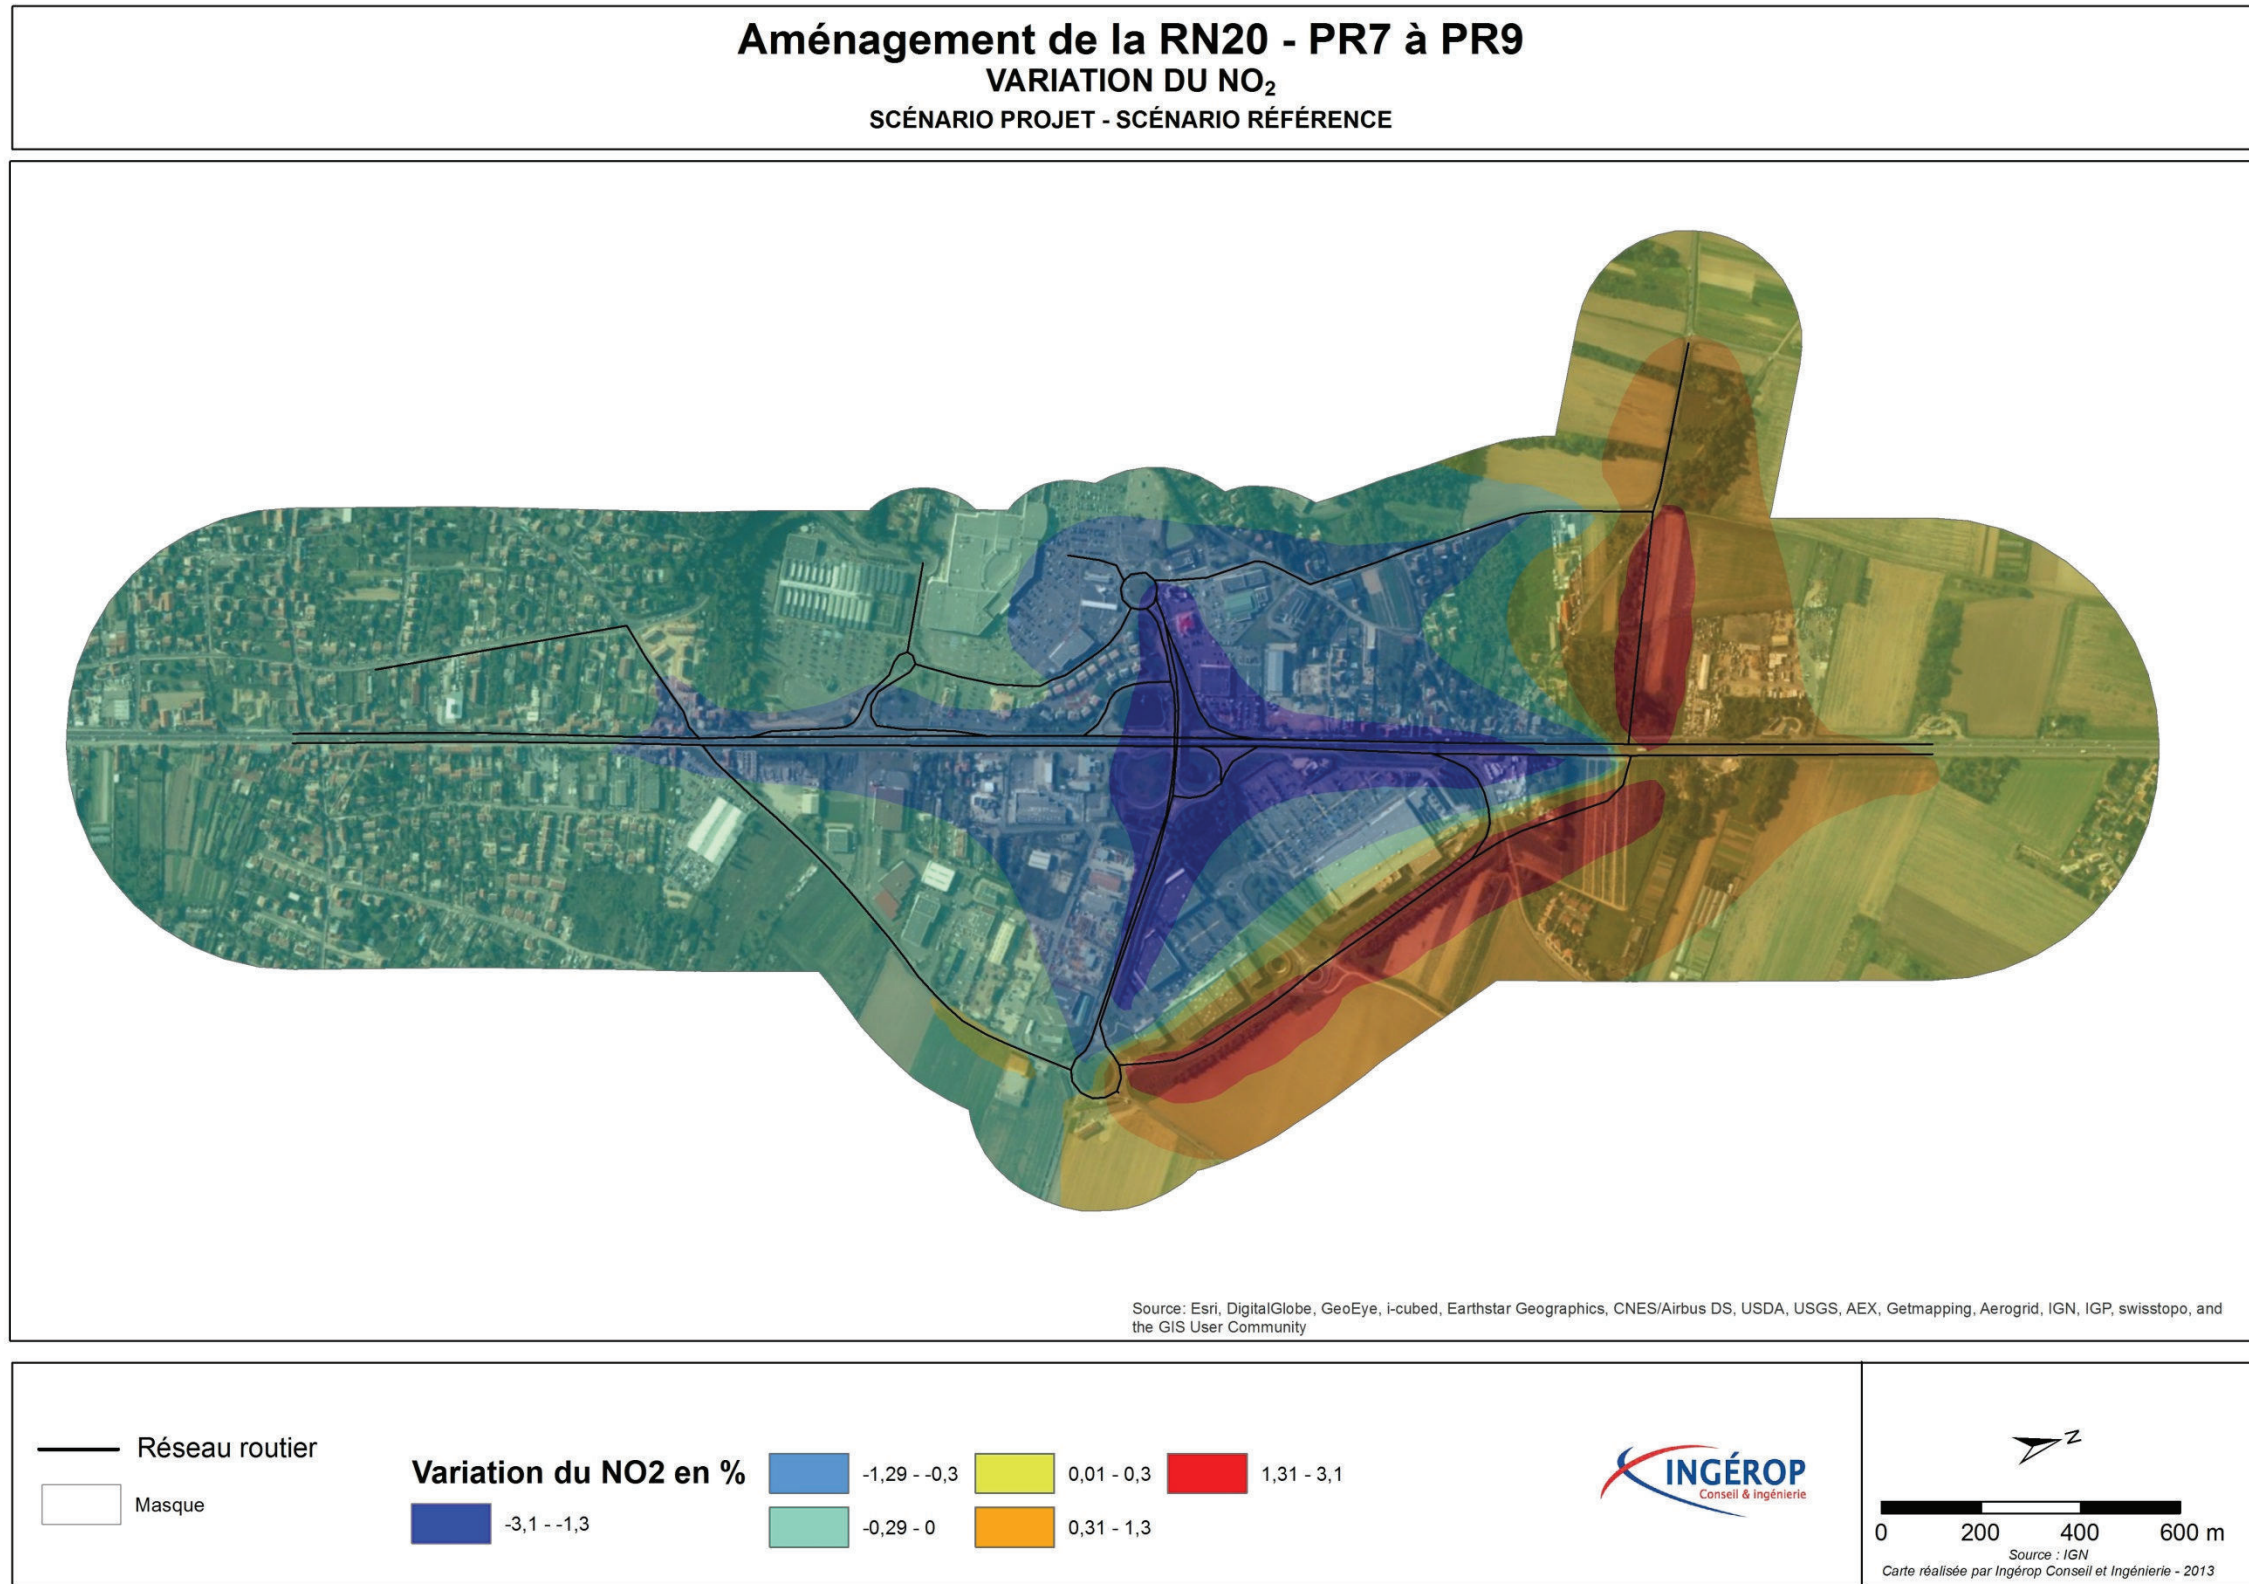 Aménagement de la RN20 - PR7 à PR9
VARIATION DU NO₂
SCÉNARIO PROJET - SCÉNARIO RÉFÉRENCE
Source: Esri, DigitalGlobe, GeoEye, i-cubed, Earthstar Geographics, CNES/Airbus DS, USDA, USGS, AEX, Getmapping, Aerogrid, IGN, IGP, swisstopo, and
the GIS User Community
Réseau routier
Masque
Variation du NO2 en %
-3,1 - -1,3
-1,29 - -0,3
-0,29 - 0
0,01 - 0,3
0,31 - 1,3
1,31 - 3,1
INGÉROP
Conseil & ingénierie
N
0 200 400 600 m
Source : IGN
Carte réalisée par Ingérop Conseil et Ingénierie - 2013